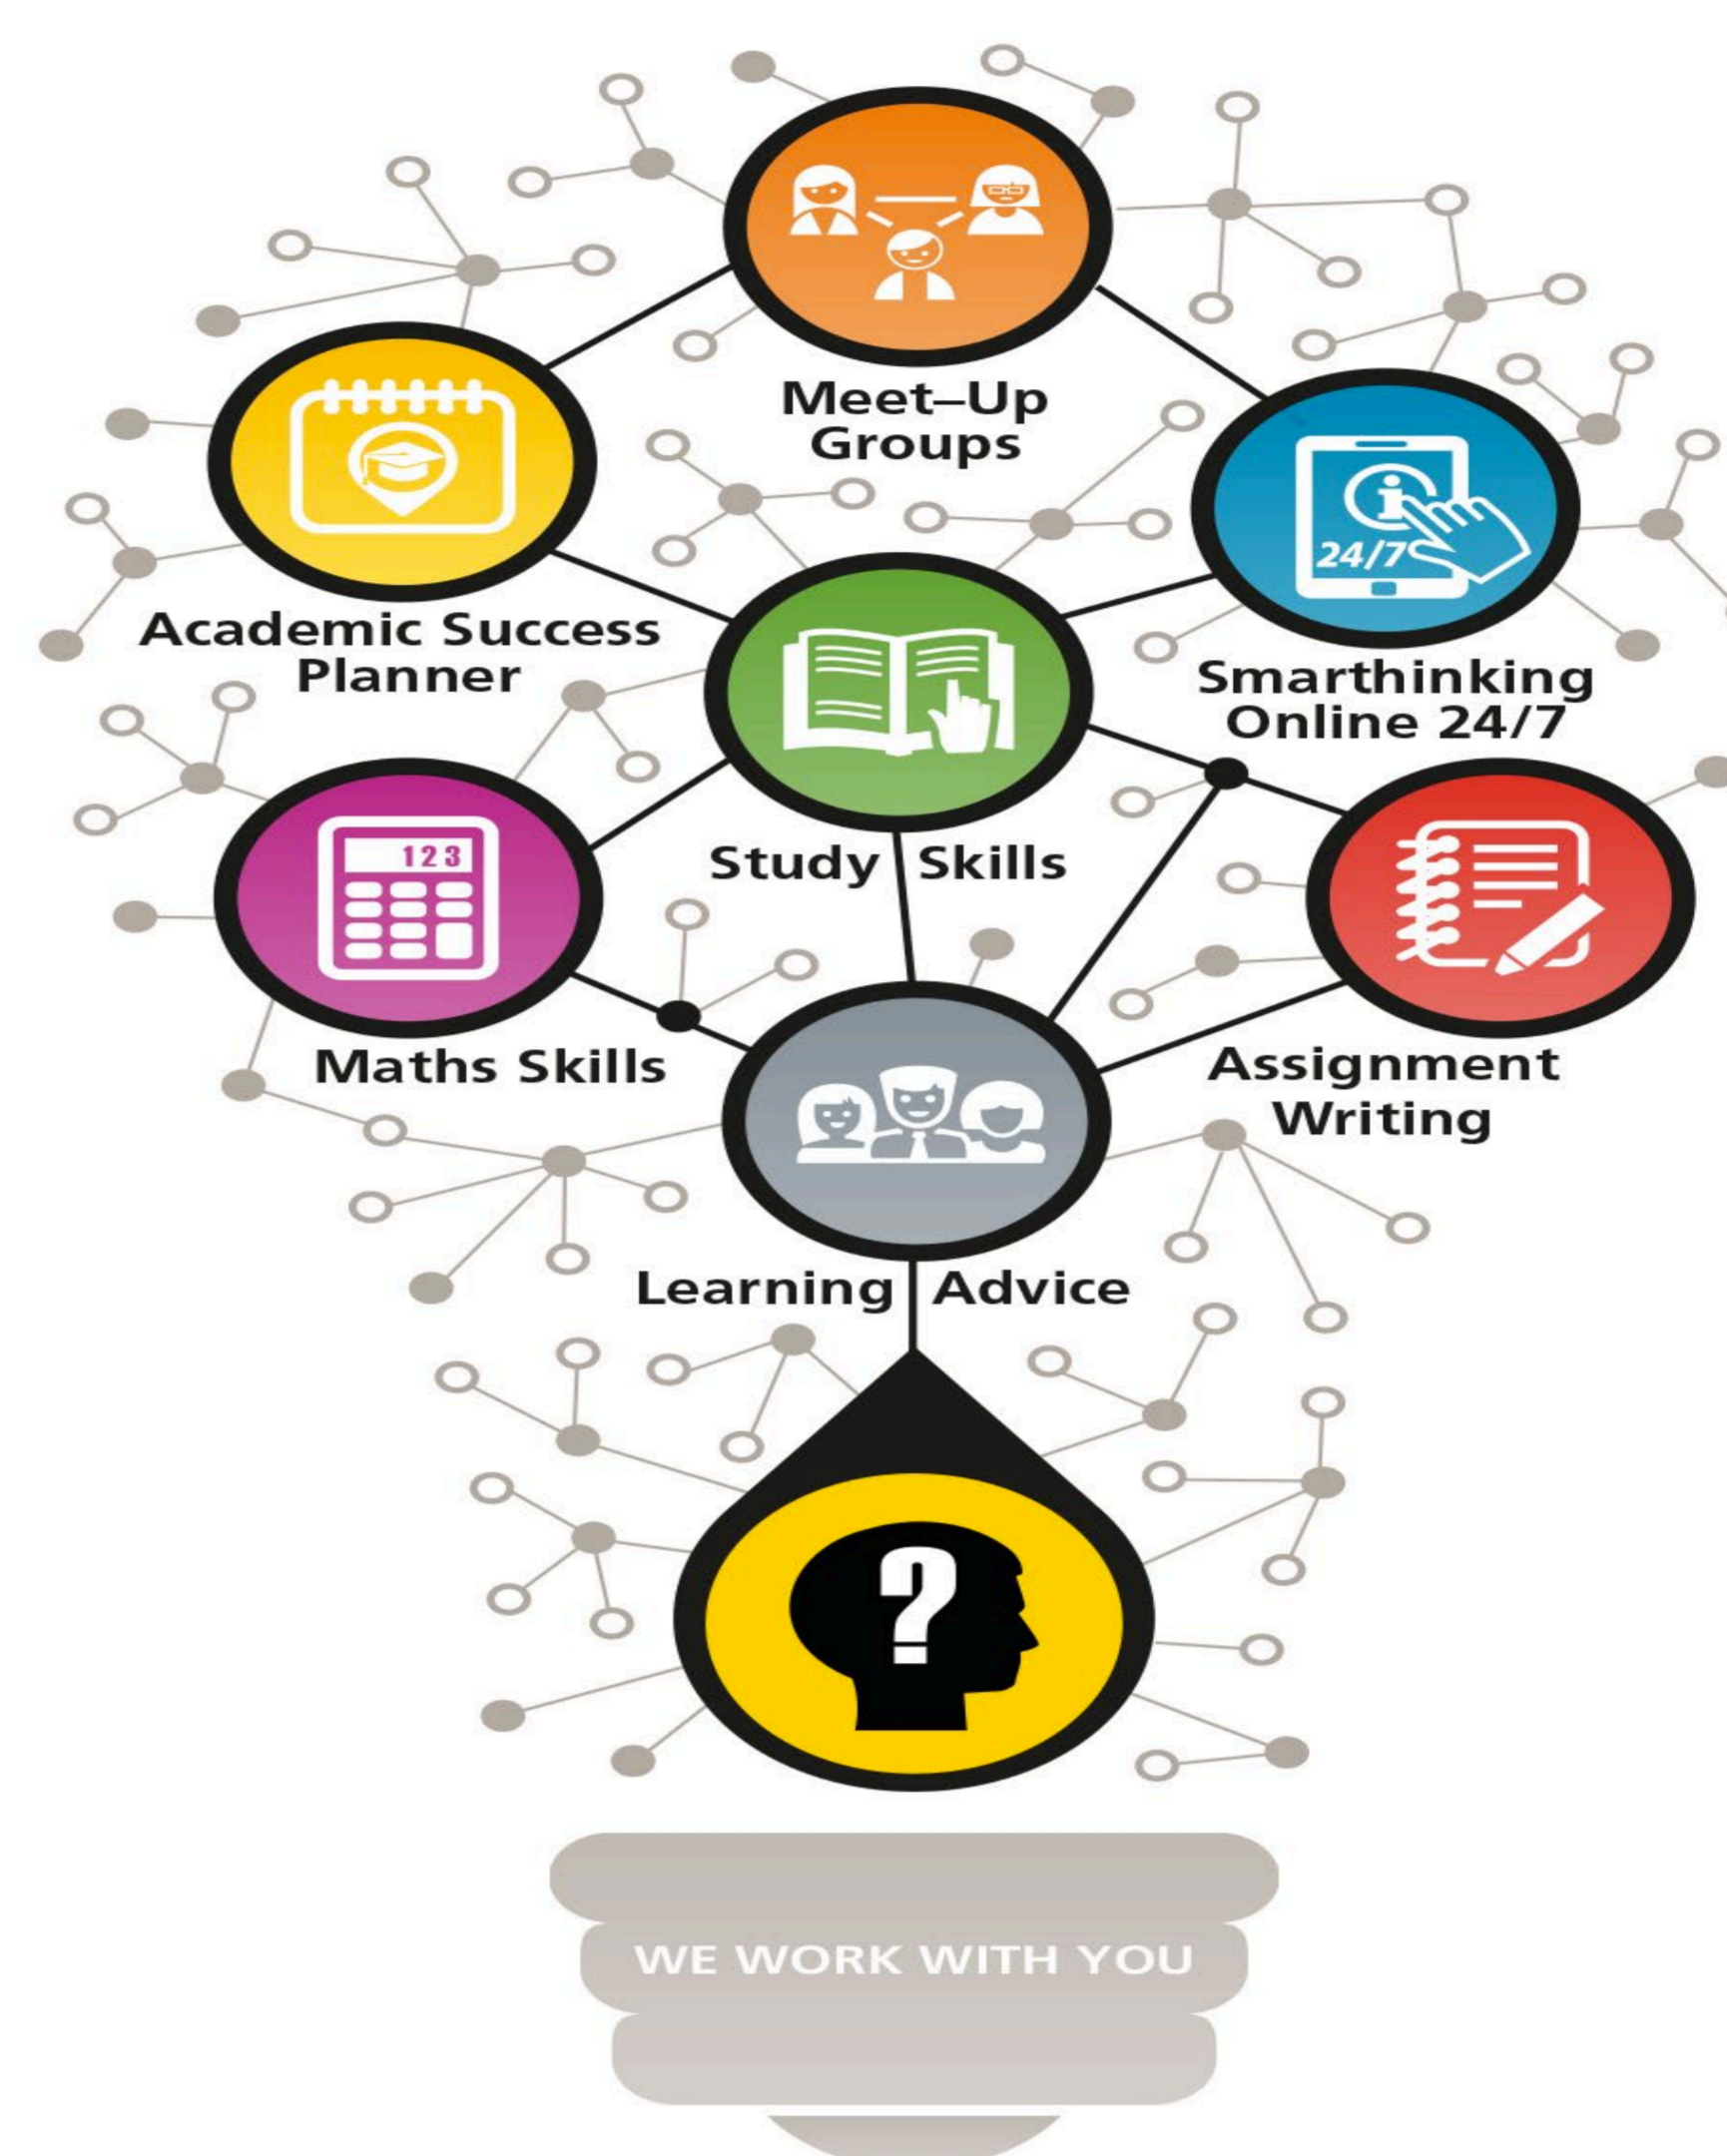 Meet–Up
Groups
24/7
Academic Success
Planner
Smarthinking
Online 24/7
123
Study Skills
Maths Skills
Assignment
Writing
Learning Advice
?
WE WORK WITH YOU